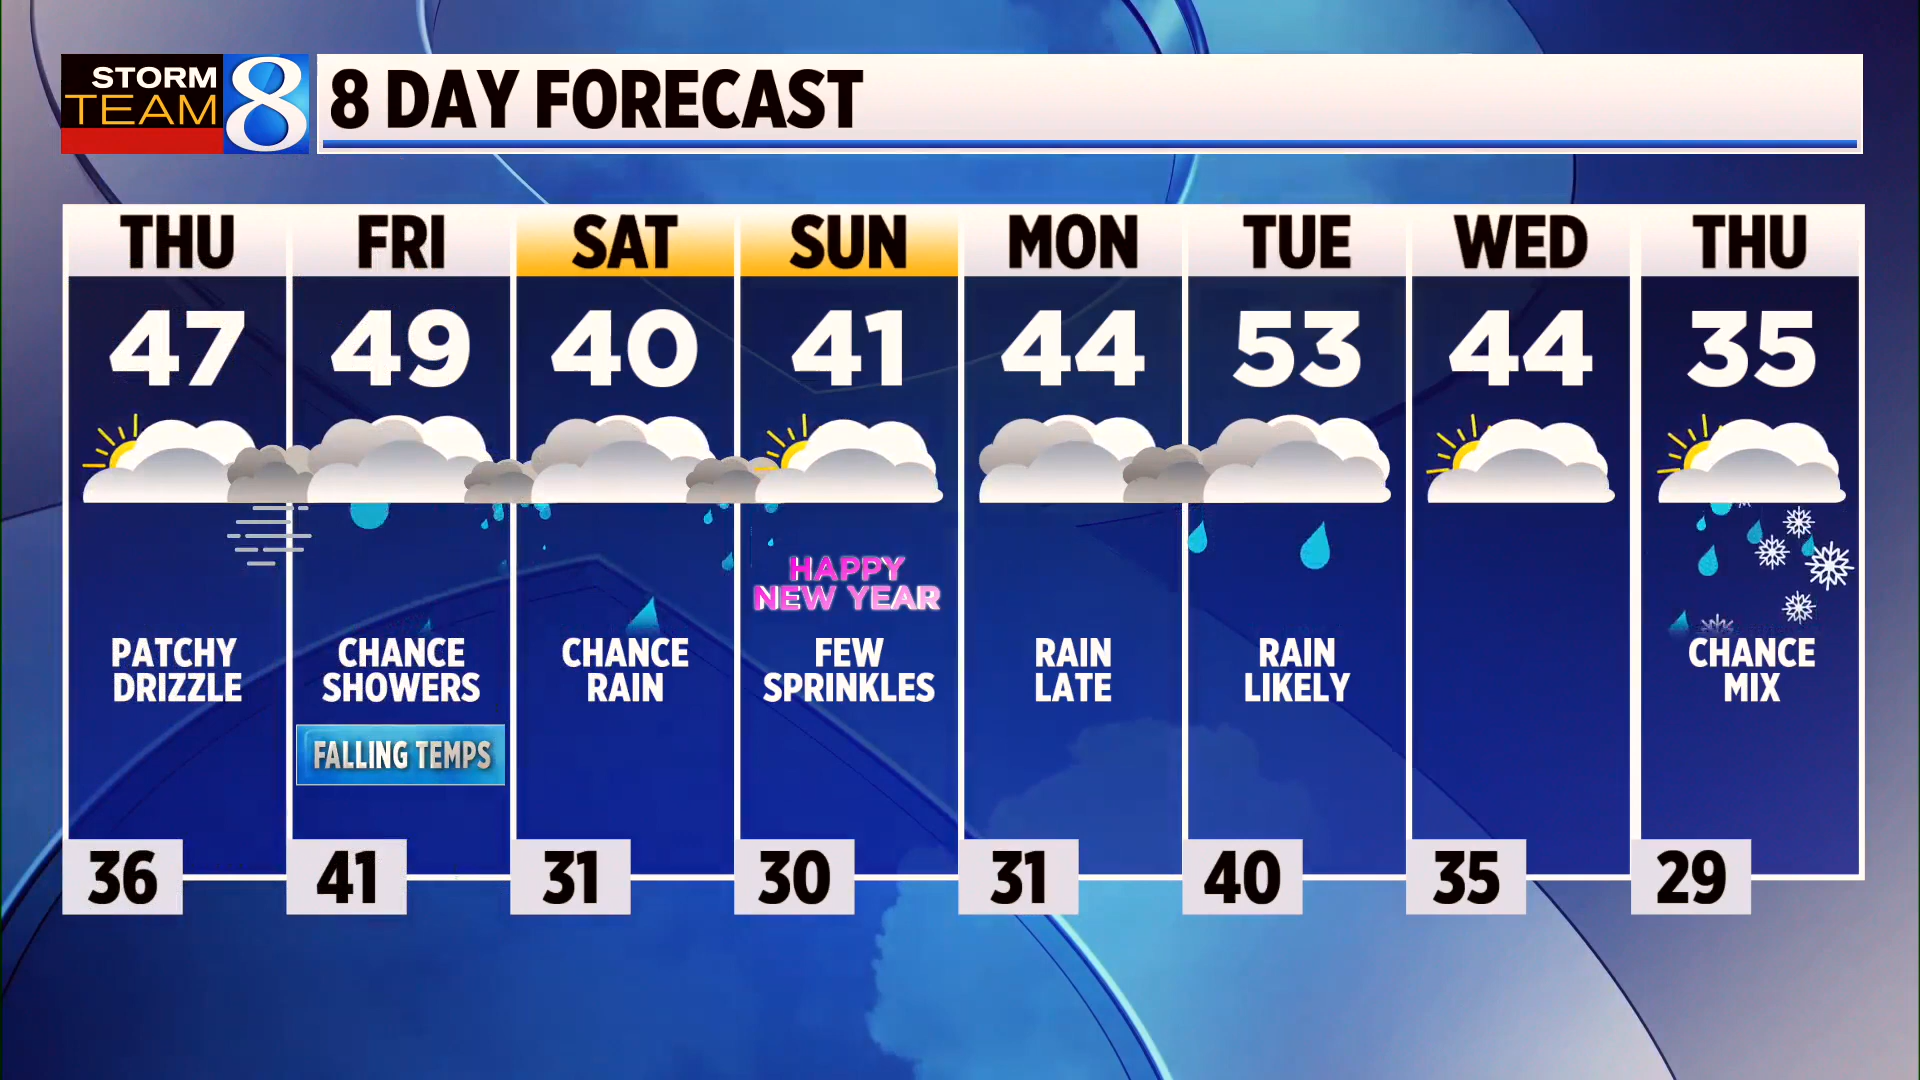 STORM
TEAM 8
8 DAY FORECAST
THU FRI SAT SUN MON TUE WED THU
47 49 40 41 44 53 44 35
HAPPY
NEW YEAR
PATCHY
DRIZZLE
CHANCE
SHOWERS
FALLING TEMPS
CHANCE
RAIN
FEW
SPRINKLES
RAIN
LATE
RAIN
LIKELY
CHANCE
MIX
36 41 31 30 31 40 35 29